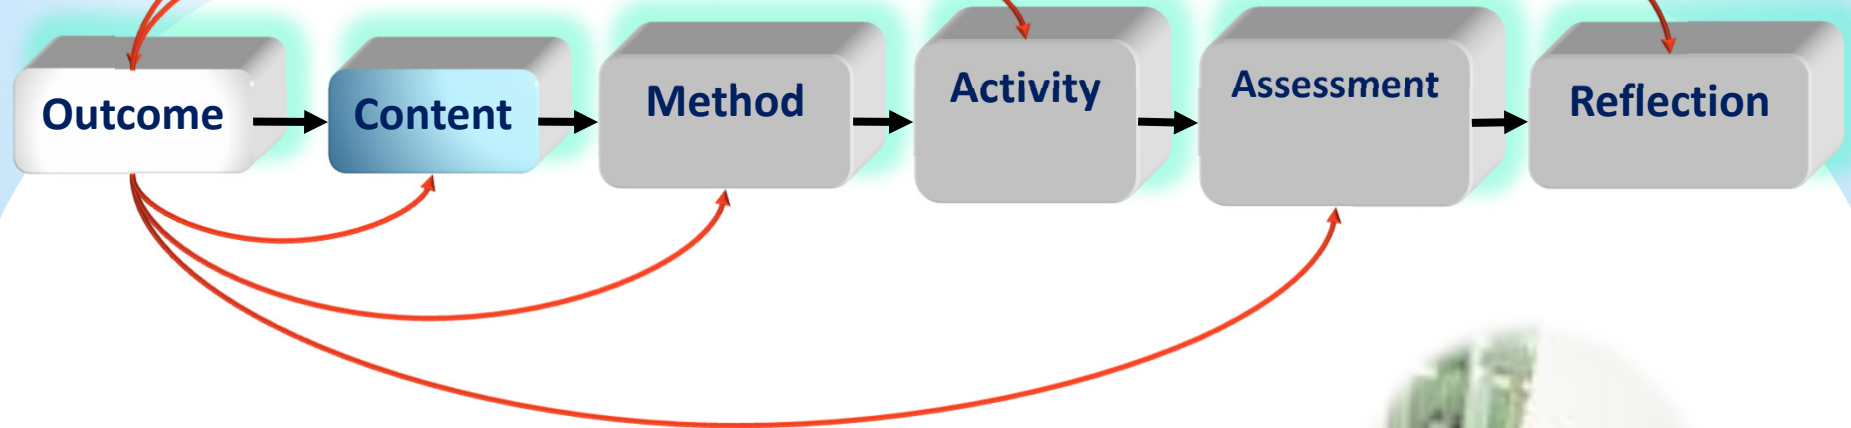 Outcome
Content
Method
Activity
Assessment
Reflection